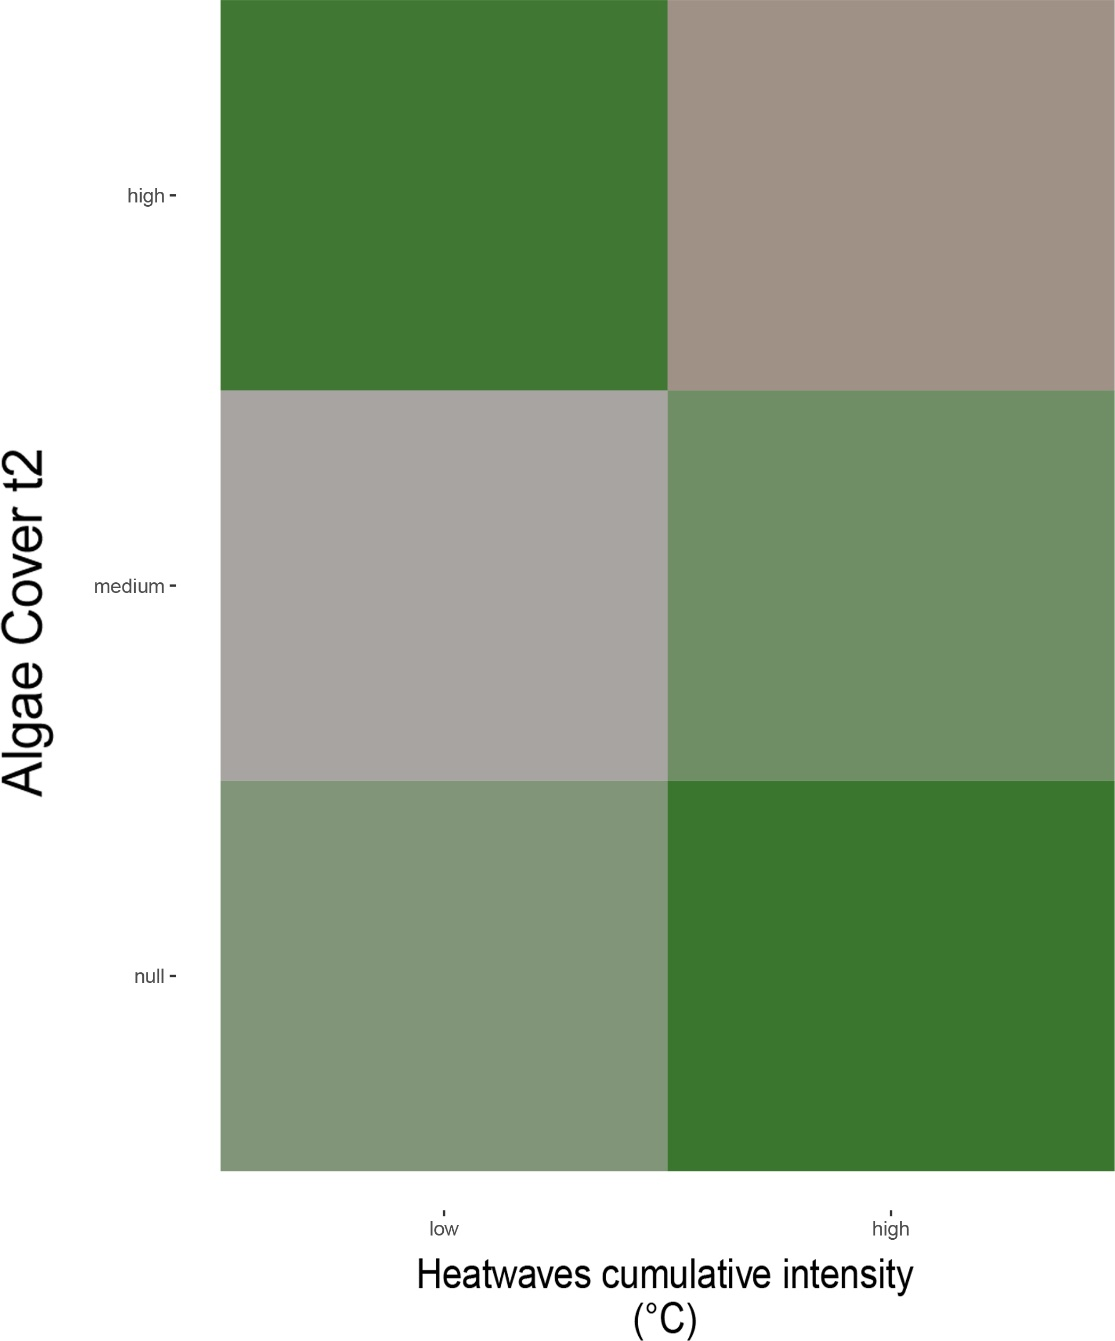 Algae Cover t2
high
medium
null
low
high
Heatwaves cumulative intensity
(°C)